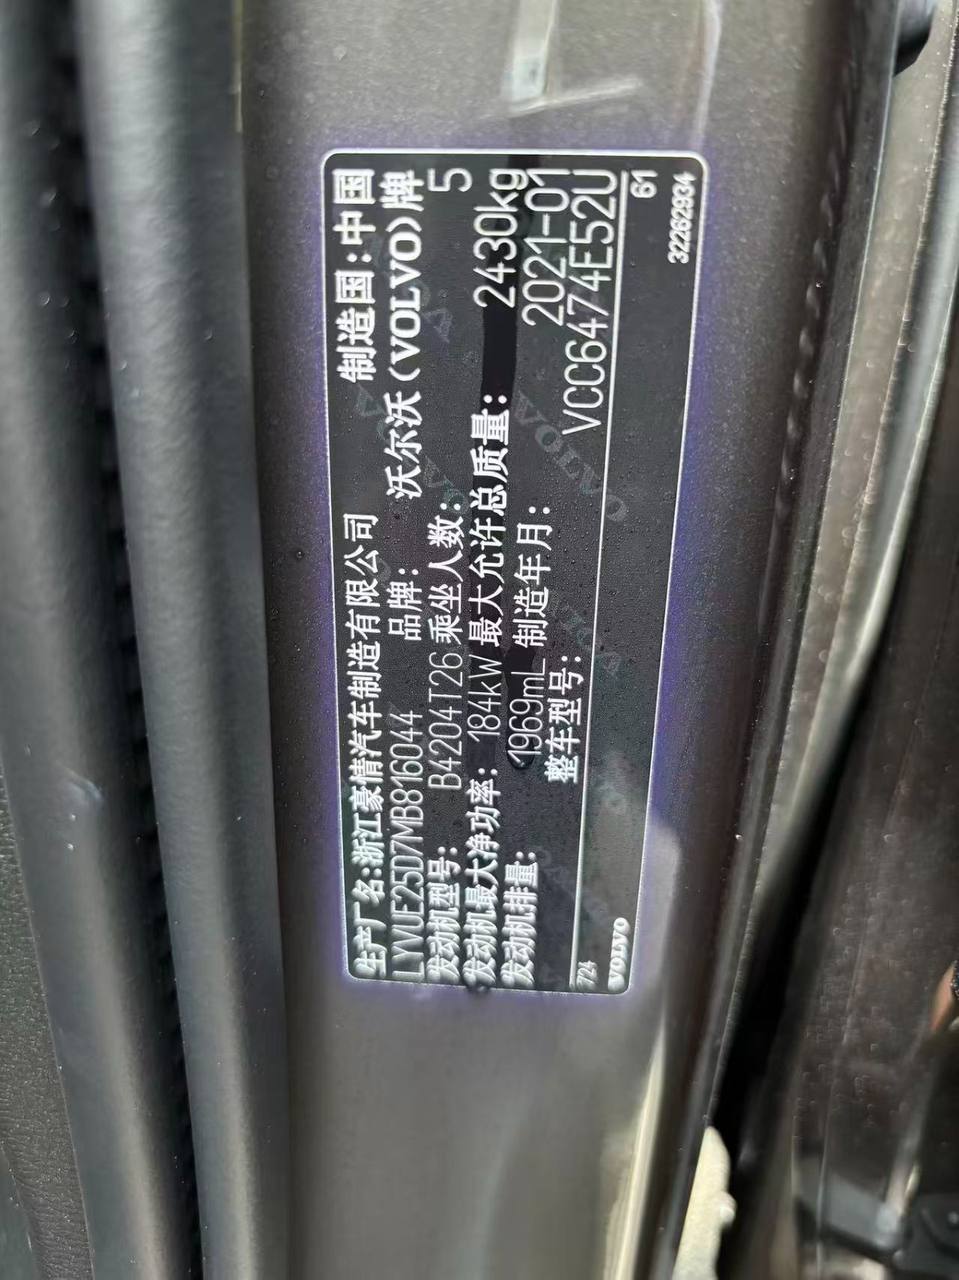 生产厂名:浙江豪情汽车制造有限公司 制造国:中国
LYVUE25D7MB816044 品牌: 沃尔沃(VOLVO)牌
发动机型号: B4204T26 乘坐人数: 5
发动机最大净功率: 184kW 最大允许总质量: 2430kg
发动机排量: 1969mL 制造年月: 2021-01
整车型号: VCC6474E52U
724 61
VOLVO 32262934